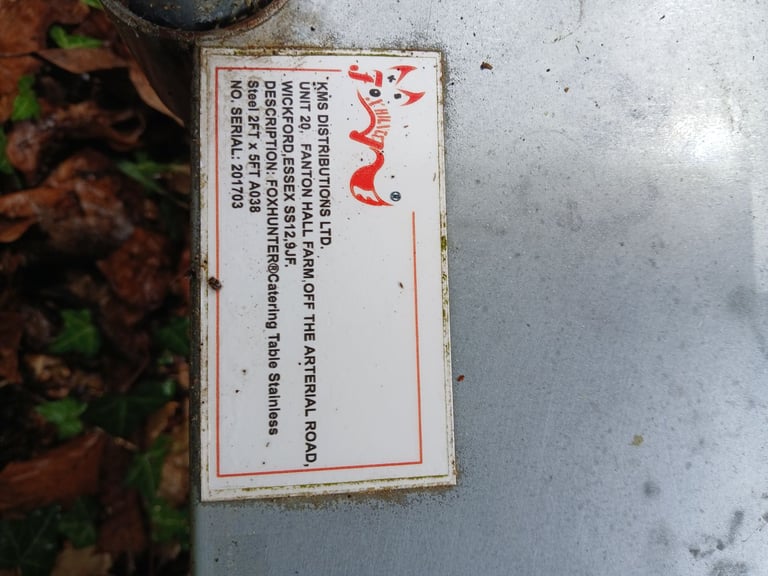 FOXHUNTER ®
KMS DISTRIBUTIONS LTD.
UNIT 20, FANTON HALL FARM,OFF THE ARTERIAL ROAD,
WICKFORD,ESSEX SS12,9JF.
DESCRIPTION: FOXHUNTER®Catering Table Stainless
Steel 2FT x 5FT A038
NO. SERIAL: 201703